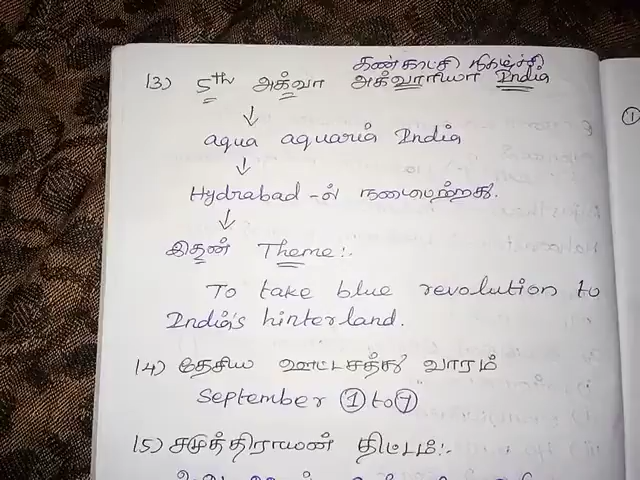 கண்காட்சி நிகழ்ச்சி
13) 5th அக்வா அக்வாரியா India
aqua aquaria India
Hydrabad -ல் நடைபெற்றது.
இதன் Theme:-
To take blue revolution to
India's hinterland.
14) தேசிய ஊட்டசத்து வாரம்
September 1 to 7
15) சமுத்திராயன் திட்டம்:-